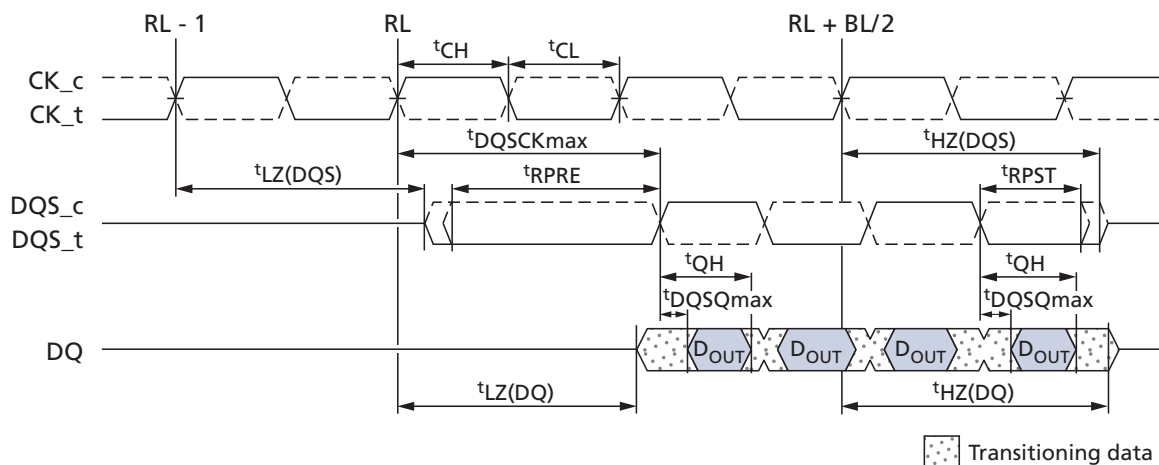 RL - 1 RL RL + BL/2
tCH tCL
CK_c
CK_t
tDQSCKmax tHZ(DQS)
tLZ(DQS) tRPRE tRPST
DQS_c
DQS_t
tQH tQH
tDQSQmax tDQSQmax
DQ DOUT DOUT DOUT DOUT
tLZ(DQ) tHZ(DQ)
Transitioning data